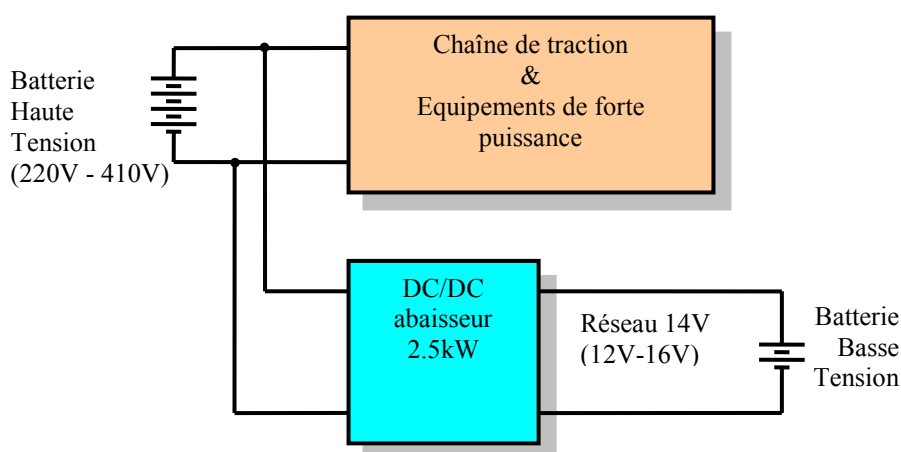 Batterie
Haute
Tension
(220V - 410V)
Chaîne de traction
&
Equipements de forte
puissance
DC/DC
abaisseur
2.5kW
Réseau 14V
(12V-16V)
Batterie
Basse
Tension